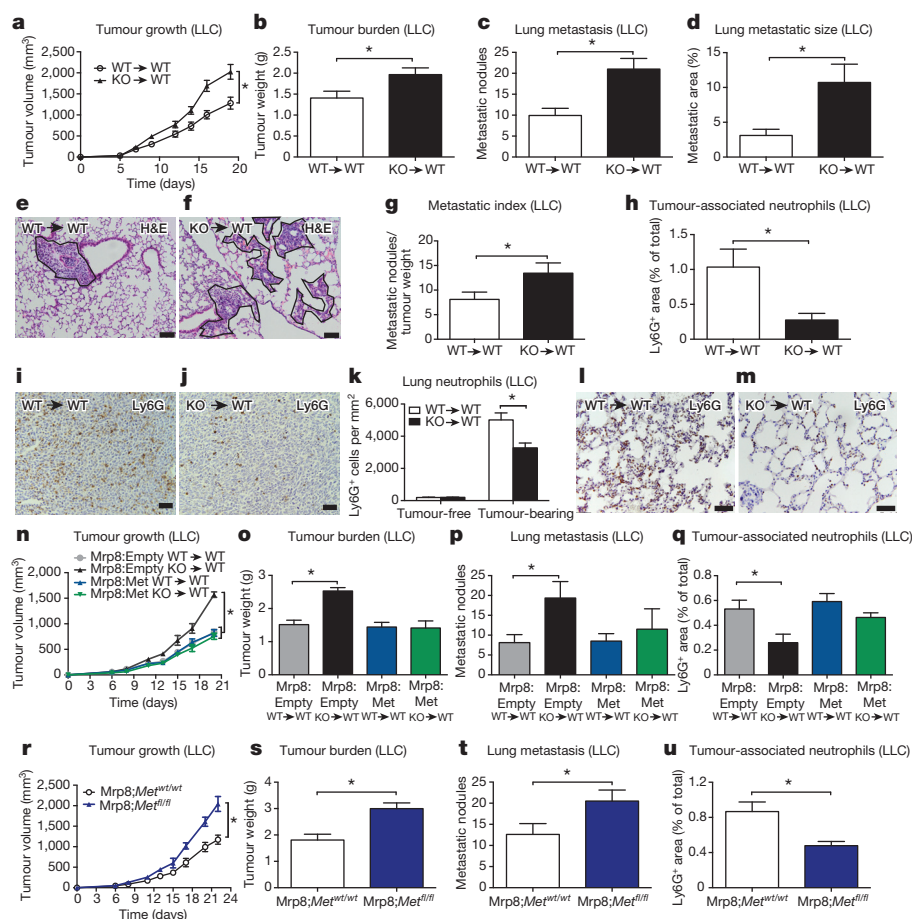 a Tumour growth (LLC)
Tumour volume (mm³)
2,500
2,000
1,500
1,000
500
0
WT→WT
KO→WT
*
0 5 10 15 20
Time (days)
b Tumour burden (LLC)
Tumour weight (g)
2.5
2.0
1.5
1.0
0.5
0
*
WT→WT KO→WT
c Lung metastasis (LLC)
Metastatic nodules
25
20
15
10
5
0
*
WT→WT KO→WT
d Lung metastatic size (LLC)
Metastatic area (%)
15
10
5
0
*
WT→WT KO→WT
e WT→WT H&E
f KO→WT H&E
g Metastatic index (LLC)
Metastatic nodules/
tumour weight
20
15
10
5
0
*
WT→WT KO→WT
h Tumour-associated neutrophils (LLC)
Ly6G⁺ area (% of total)
1.5
1.0
0.5
0
*
WT→WT KO→WT
i WT→WT Ly6G
j KO→WT Ly6G
k Lung neutrophils (LLC)
Ly6G⁺ cells per mm²
6,000
4,000
2,000
0
WT→WT
KO→WT
*
Tumour-free Tumour-bearing
l WT→WT Ly6G
m KO→WT Ly6G
n Tumour growth (LLC)
Tumour volume (mm³)
2,000
1,500
1,000
500
0
Mrp8:Empty WT→WT
Mrp8:Empty KO→WT
Mrp8:Met WT→WT
Mrp8:Met KO→WT
*
0 3 6 9 12 15 18 21
Time (days)
o Tumour burden (LLC)
Tumour weight (g)
3
2
1
0
*
Mrp8: Mrp8: Mrp8: Mrp8:
Empty Empty Met Met
WT→WT KO→WT WT→WT KO→WT
p Lung metastasis (LLC)
Metastatic nodules
25
20
15
10
5
0
*
Mrp8: Mrp8: Mrp8: Mrp8:
Empty Empty Met Met
WT→WT KO→WT WT→WT KO→WT
q Tumour-associated neutrophils (LLC)
Ly6G⁺ area (% of total)
0.8
0.6
0.4
0.2
0
*
Mrp8: Mrp8: Mrp8: Mrp8:
Empty Empty Met Met
WT→WT KO→WT WT→WT KO→WT
r Tumour growth (LLC)
Tumour volume (mm³)
2,500
2,000
1,500
1,000
500
0
Mrp8;Met^wt/wt
Mrp8;Met^fl/fl
*
0 3 6 9 12 15 18 21 24
Time (days)
s Tumour burden (LLC)
Tumour weight (g)
4
3
2
1
0
*
Mrp8;Met^wt/wt Mrp8;Met^fl/fl
t Lung metastasis (LLC)
Metastatic nodules
25
20
15
10
5
0
*
Mrp8;Met^wt/wt Mrp8;Met^fl/fl
u Tumour-associated neutrophils (LLC)
Ly6G⁺ area (% of total)
1.2
0.8
0.4
0
*
Mrp8;Met^wt/wt Mrp8;Met^fl/fl